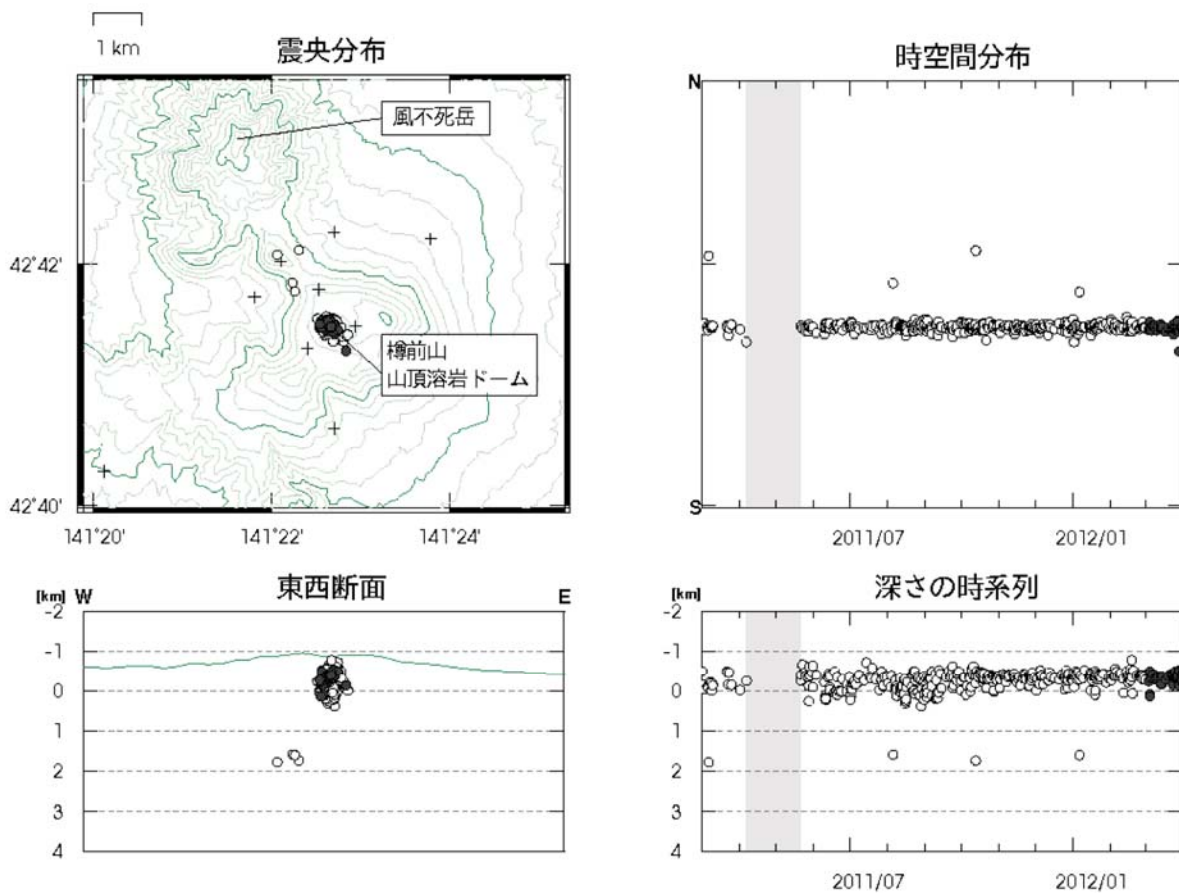 1 km
震央分布
風不死岳
42°42'
樽前山
山頂溶岩ドーム
42°40'
141°20'
141°22'
141°24'
時空間分布
N
S
2011/07
2012/01
東西断面
[km]
W
E
-2
-1
0
1
2
3
4
深さの時系列
[km]
-2
-1
0
1
2
3
4
2011/07
2012/01